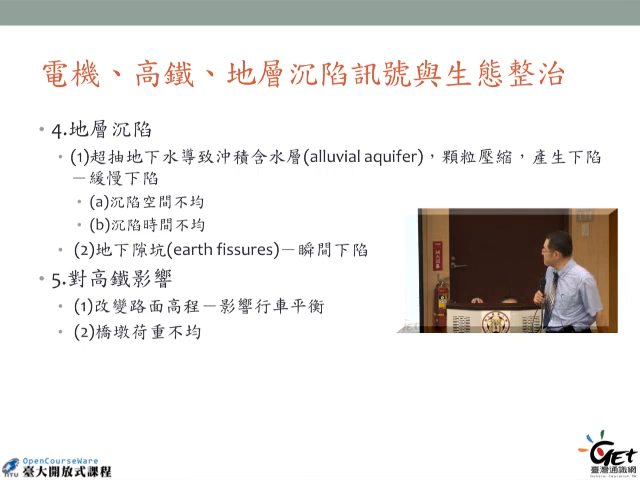 電機、高鐵、地層沉陷訊號與生態整治
• 4.地層沉陷
• (1)超抽地下水導致沖積含水層(alluvial aquifer)，顆粒壓縮，產生下陷
－緩慢下陷
• (a)沉陷空間不均
• (b)沉陷時間不均
• (2)地下隙坑(earth fissures)－瞬間下陷
• 5.對高鐵影響
• (1)改變路面高程－影響行車平衡
• (2)橋墩荷重不均
OpenCourseWare
NTU 臺大開放式課程
GET
臺灣通識網
General Education TW